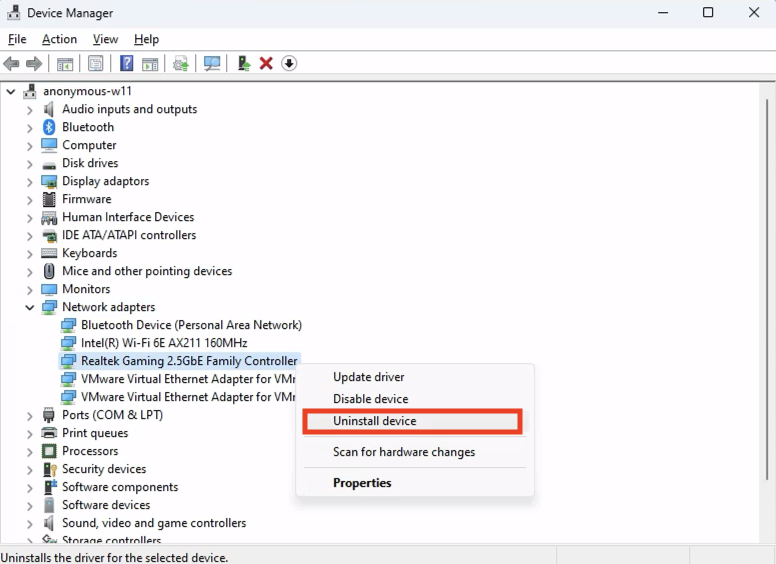 Device Manager
File Action View Help
anonymous-w11
Audio inputs and outputs
Bluetooth
Computer
Disk drives
Display adaptors
Firmware
Human Interface Devices
IDE ATA/ATAPI controllers
Keyboards
Mice and other pointing devices
Monitors
Network adapters
Bluetooth Device (Personal Area Network)
Intel(R) Wi-Fi 6E AX211 160MHz
Realtek Gaming 2.5GbE Family Controller
VMware Virtual Ethernet Adapter for
VMware Virtual Ethernet Adapter for
Ports (COM & LPT)
Print queues
Processors
Security devices
Software components
Software devices
Sound, video and game controllers
Storage controllers
Update driver
Disable device
Uninstall device
Scan for hardware changes
Properties
Uninstalls the driver for the selected device.